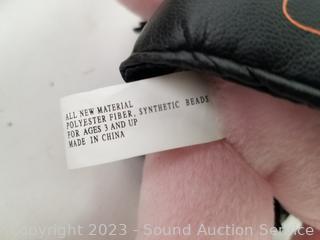 ALL NEW MATERIAL
POLYESTER FIBER, SYNTHETIC BEADS
FOR AGES 3 AND UP
MADE IN CHINA
Copyright 2023 - Sound Auction Service